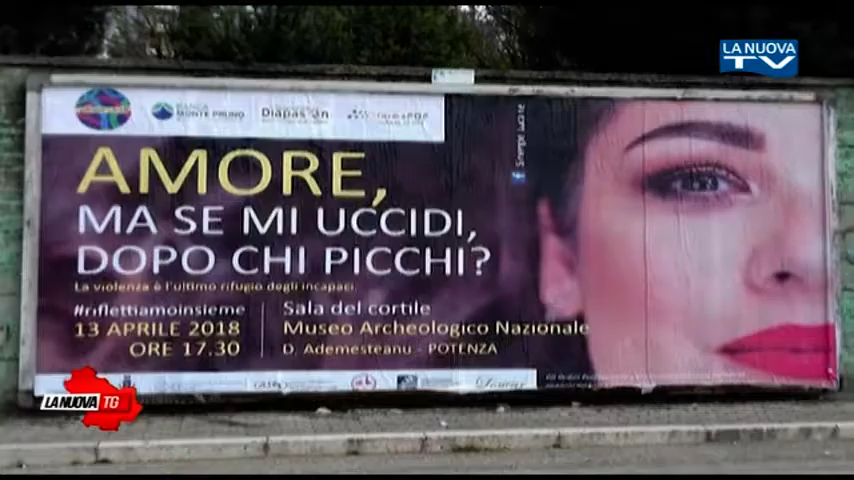 LA NUOVA
TV
BANCA
MONTE PRUNO
Diapason
Sinergie Lucane
AMORE,
MA SE MI UCCIDI,
DOPO CHI PICCHI?
La violenza è l'ultimo rifugio degli incapaci.
#riflettiamoinsieme
13 APRILE 2018
ORE 17.30
Sala del cortile
Museo Archeologico Nazionale
D. Ademesteanu - POTENZA
LA NUOVA TG